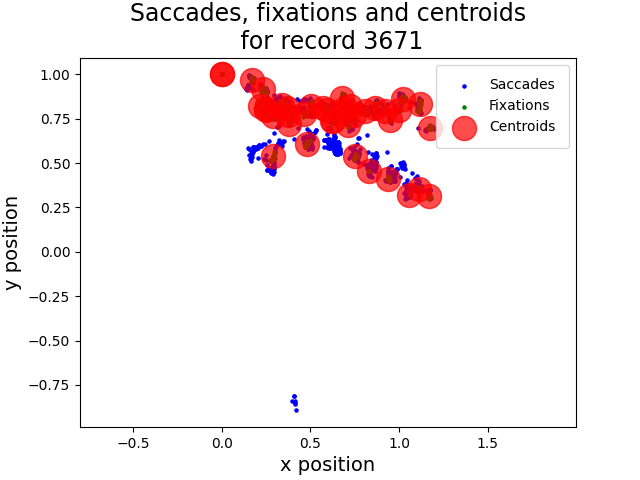 Saccades, fixations and centroids
for record 3671
Saccades
Fixations
Centroids
1.00
0.75
0.50
0.25
0.00
−0.25
−0.50
−0.75
y position
−0.5
0.0
0.5
1.0
1.5
x position